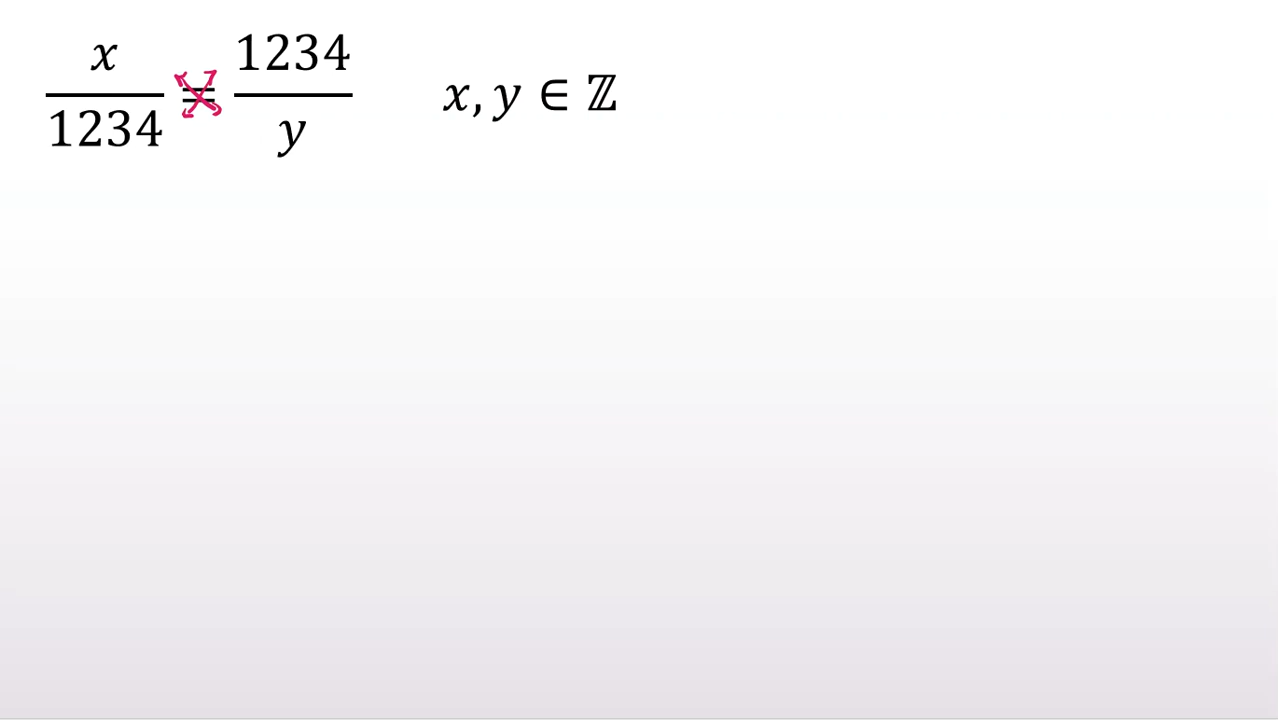 x/1234 = 1234/y x, y ∈ ℤ